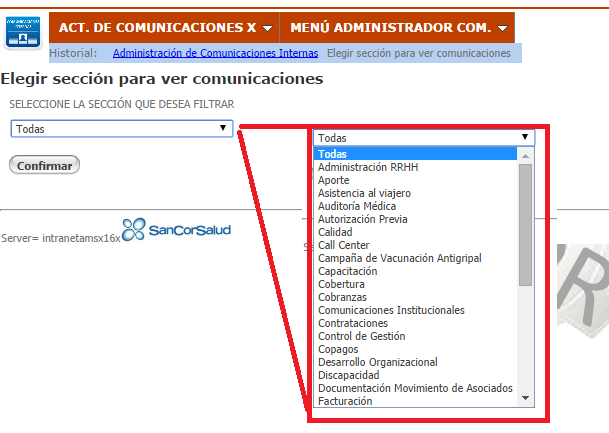 COMUNICACIONES
INTERNAS
ACT. DE COMUNICACIONES X
MENÚ ADMINISTRADOR COM.
Historial: Administración de Comunicaciones Internas Elegir sección para ver comunicaciones
Elegir sección para ver comunicaciones
SELECCIONE LA SECCIÓN QUE DESEA FILTRAR
Todas
Confirmar
Server= intranetamsx16x
SanCorSalud
Todas
Todas
Administración RRHH
Aporte
Asistencia al viajero
Auditoría Médica
Autorización Previa
Calidad
Call Center
Campaña de Vacunación Antigripal
Capacitación
Cobertura
Cobranzas
Comunicaciones Institucionales
Contrataciones
Control de Gestión
Copagos
Desarrollo Organizacional
Discapacidad
Documentación Movimiento de Asociados
Facturación